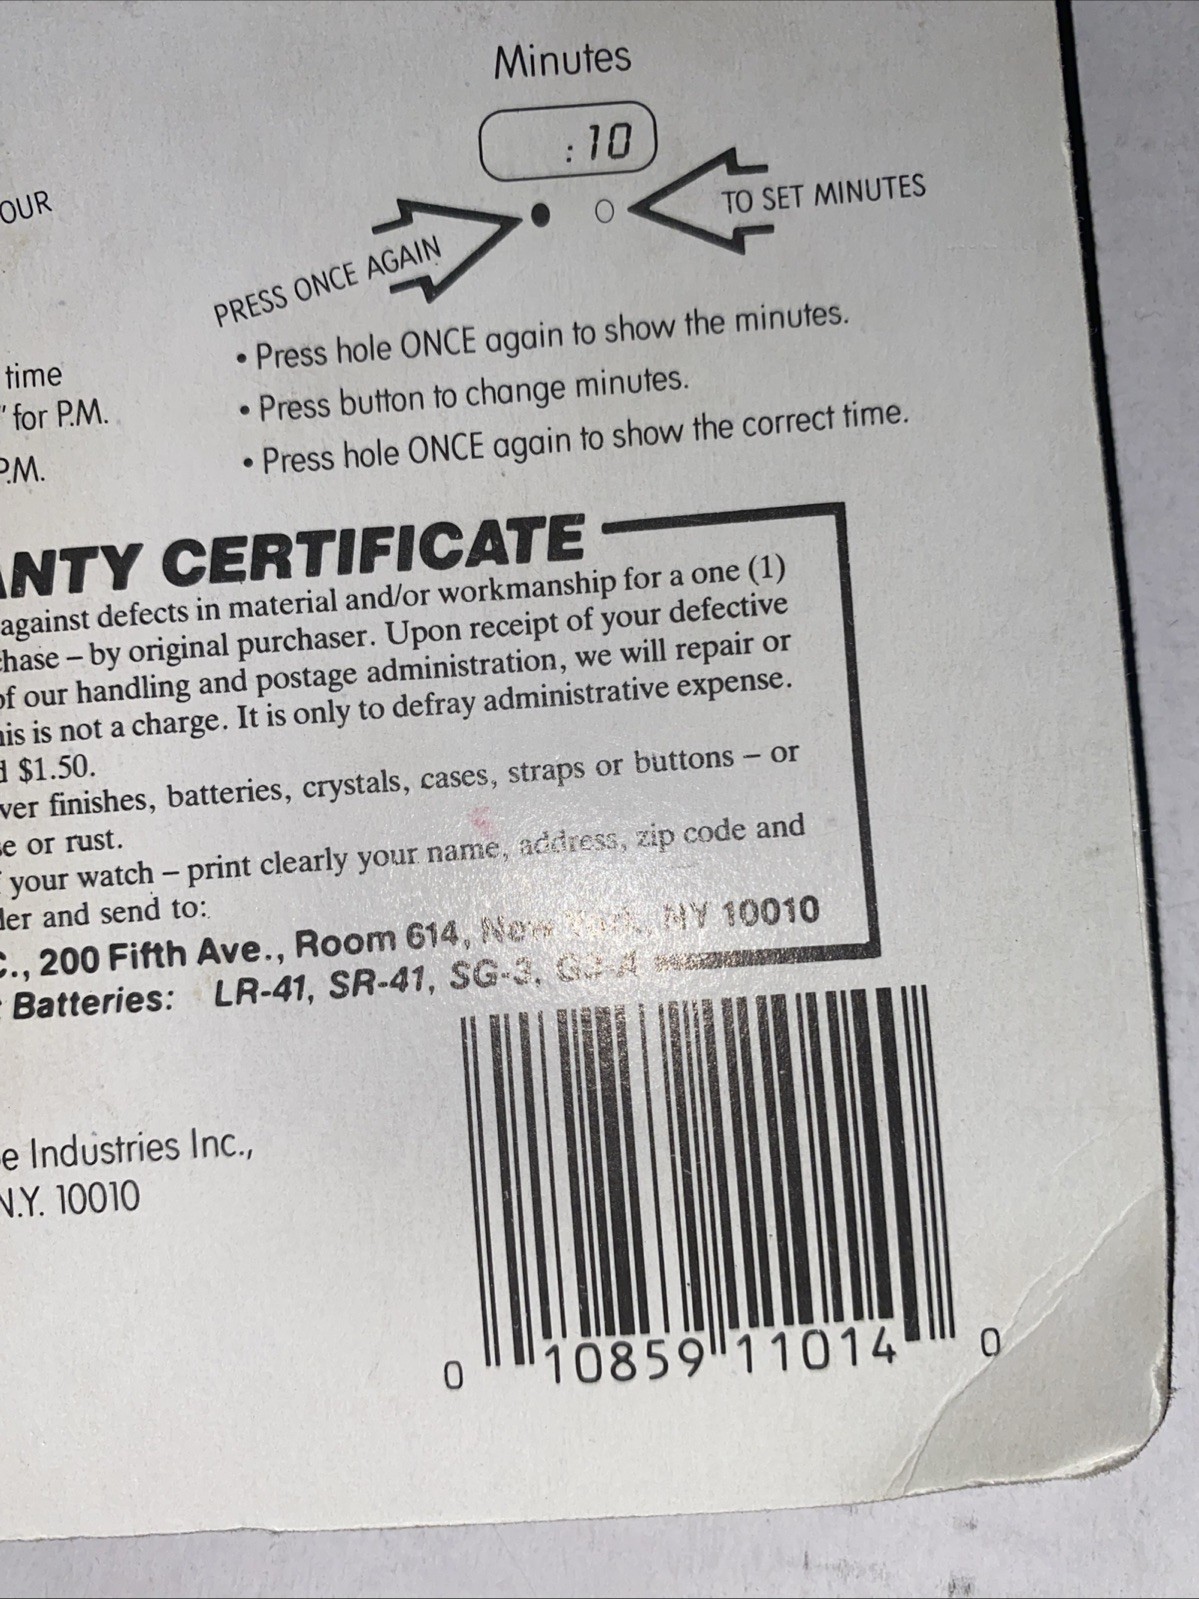 Minutes
:10
OUR
TO SET MINUTES
PRESS ONCE AGAIN
• Press hole ONCE again to show the minutes.
time
• Press button to change minutes.
" for P.M.
• Press hole ONCE again to show the correct time.
P.M.
ANTY CERTIFICATE
against defects in material and/or workmanship for a one (1)
chase – by original purchaser. Upon receipt of your defective
of our handling and postage administration, we will repair or
his is not a charge. It is only to defray administrative expense.
d $1.50.
ver finishes, batteries, crystals, cases, straps or buttons – or
se or rust.
your watch – print clearly your name, address, zip code and
der and send to:
C., 200 Fifth Ave., Room 614, New York, NY 10010
Batteries: LR-41, SR-41, SG-3,
e Industries Inc.,
N.Y. 10010
0 10859 11014 0